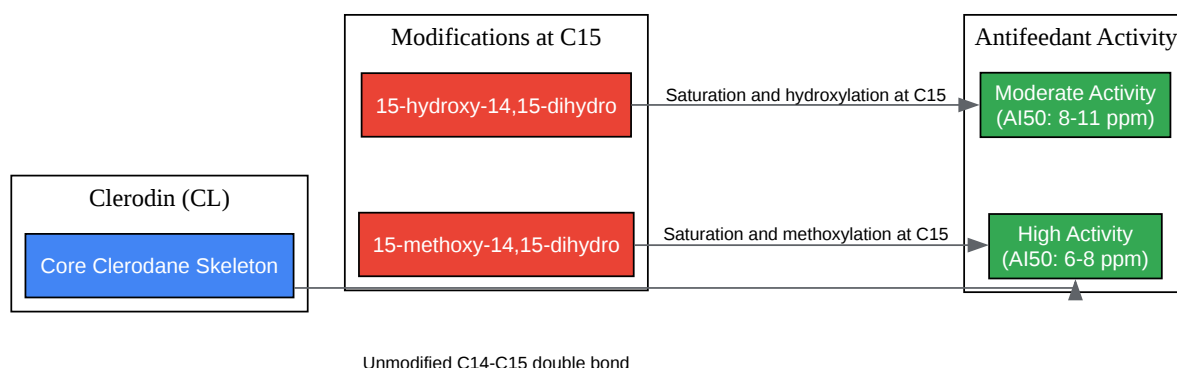 Modifications at C15
Antifeedant Activity
15-hydroxy-14,15-dihydro
Saturation and hydroxylation at C15
Moderate Activity
(AI50: 8-11 ppm)
Clerodin (CL)
Core Clerodane Skeleton
15-methoxy-14,15-dihydro
Saturation and methoxylation at C15
High Activity
(AI50: 6-8 ppm)
Unmodified C14-C15 double bond